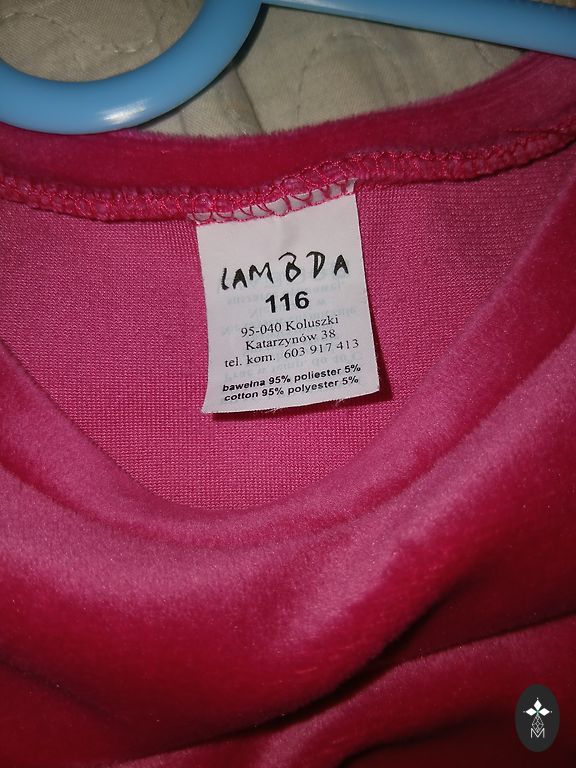 LAMBDA
116
95-040 Koluszki
Katarzynów 38
tel. kom. 603 917 413
bawełna 95% poliester 5%
cotton 95% polyester 5%
M